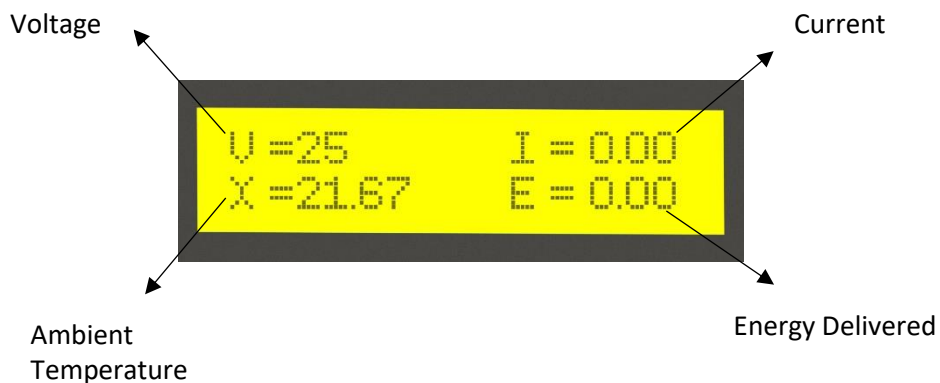 Voltage Current
V =25 I = 0.00
X =21.67 E = 0.00
Ambient
Temperature
Energy Delivered